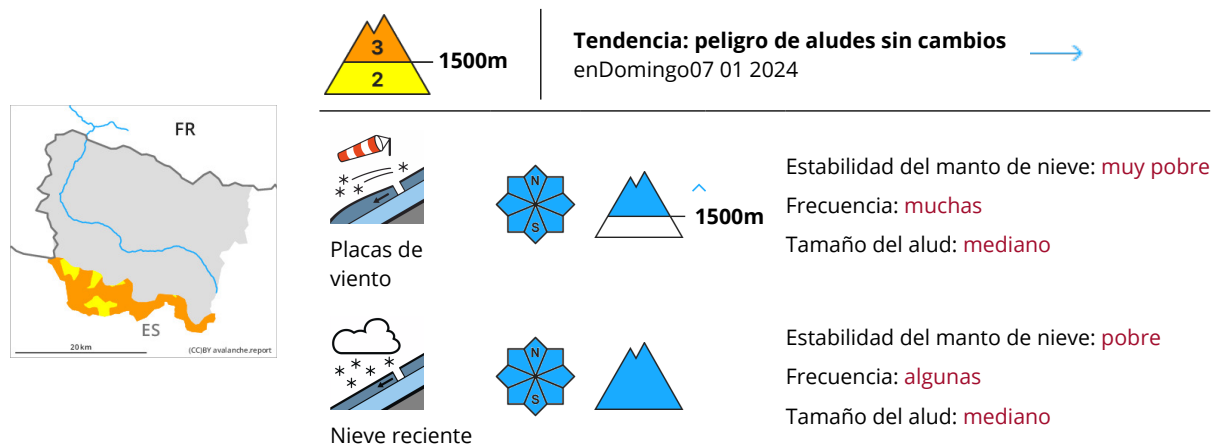 3
2
1500m
Tendencia: peligro de aludes sin cambios
enDomingo07 01 2024
FR
ES
20 km
(CC)BY avalanche.report
N
S
1500m
Placas de
viento
Estabilidad del manto de nieve: muy pobre
Frecuencia: muchas
Tamaño del alud: mediano
N
S
Nieve reciente
Estabilidad del manto de nieve: pobre
Frecuencia: algunas
Tamaño del alud: mediano